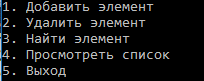 1. Добавить элемент
2. Удалить элемент
3. Найти элемент
4. Просмотреть список
5. Выход